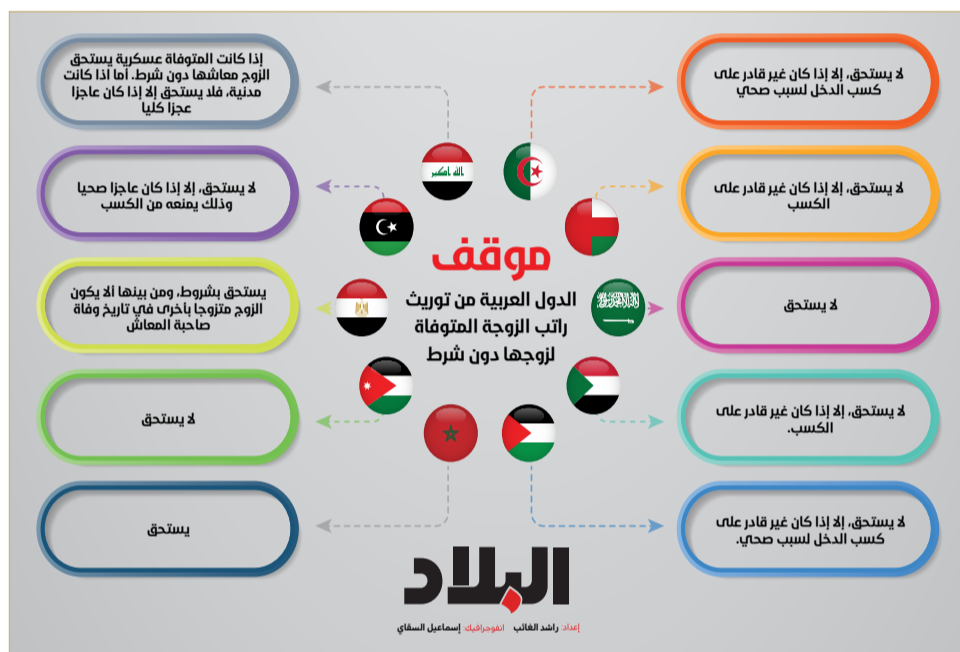 موقف
الدول العربية من توريث
راتب الزوجة المتوفاة
لزوجها دون شرط
لا يستحق، إلا إذا كان غير قادر على
كسب الدخل لسبب صحي
لا يستحق، إلا إذا كان غير قادر على
الكسب
لا يستحق
لا يستحق، إلا إذا كان غير قادر على
الكسب.
لا يستحق، إلا إذا كان غير قادر على
كسب الدخل لسبب صحي.
إذا كانت المتوفاة عسكرية يستحق
الزوج معاشها دون شرط. أما اذا كانت
مدنية، فلا يستحق إلا إذا كان عاجزا
عجزا كليا
لا يستحق، إلا إذا كان عاجزا صحيا
وذلك يمنعه من الكسب
يستحق بشروط، ومن بينها ألا يكون
الزوج متزوجا بأخرى في تاريخ وفاة
صاحبة المعاش
لا يستحق
يستحق
الله اكبر
البلاد
إعداد: راشد الغائب انفوجرافيك: إسماعيل السقاي